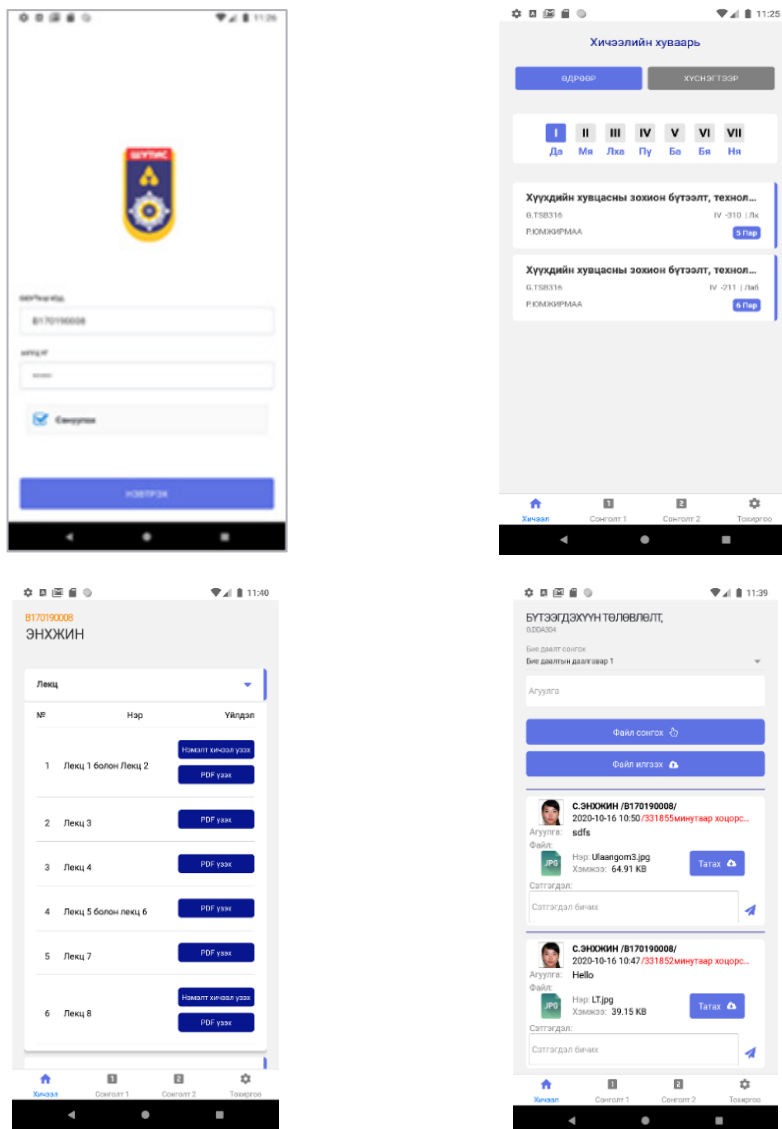 11:26
ШУТИС
B170190008
Сануулах
НЭВТРЭХ
11:25
Хичээлийн хуваарь
ӨДРӨӨР
ХҮСНЭГТЭЭР
I II III IV V VI VII
Да Мя Лха Пү Ба Бя Ня
Хүүхдийн хувцасны зохион бүтээлт, технол...
G.TSB316
IV -310 | Лк
Р.ЮМЖИРМАА
5 Пар
Хүүхдийн хувцасны зохион бүтээлт, технол...
G.TSB316
IV -211 | Лаб
Р.ЮМЖИРМАА
6 Пар
Хичээл Сонголт 1 Сонголт 2 Тохиргоо
11:40
B170190008
ЭНХЖИН
Лекц
№ Нэр Үйлдэл
Нэмэлт хичээл үзэх
1 Лекц 1 болон Лекц 2
PDF үзэх
2 Лекц 3 PDF үзэх
3 Лекц 4 PDF үзэх
4 Лекц 5 болон лекц 6 PDF үзэх
5 Лекц 7 PDF үзэх
Нэмэлт хичээл үзэх
6 Лекц 8
PDF үзэх
Хичээл Сонголт 1 Сонголт 2 Тохиргоо
11:39
БҮТЭЭГДЭХҮҮН ТӨЛӨВЛӨЛТ,
G.DDA304
Бие даалт сонгох
Бие даалтын даалгавар 1
Агуулга
Файл сонгох
Файл илгээх
С.ЭНХЖИН /B170190008/
2020-10-16 10:50 /331855минутаар хоцорс...
Агуулга: sdfs
Файл:
JPG
Нэр: Ulaangom3.jpg
Хэмжээ: 64.91 KB
Татах
Сэтгэгдэл:
Сэтгэгдэл бичих
С.ЭНХЖИН /B170190008/
2020-10-16 10:47 /331852минутаар хоцорс...
Агуулга: Hello
Файл:
JPG
Нэр: LT.jpg
Хэмжээ: 39.15 KB
Татах
Сэтгэгдэл:
Сэтгэгдэл бичих
Хичээл Сонголт 1 Сонголт 2 Тохиргоо